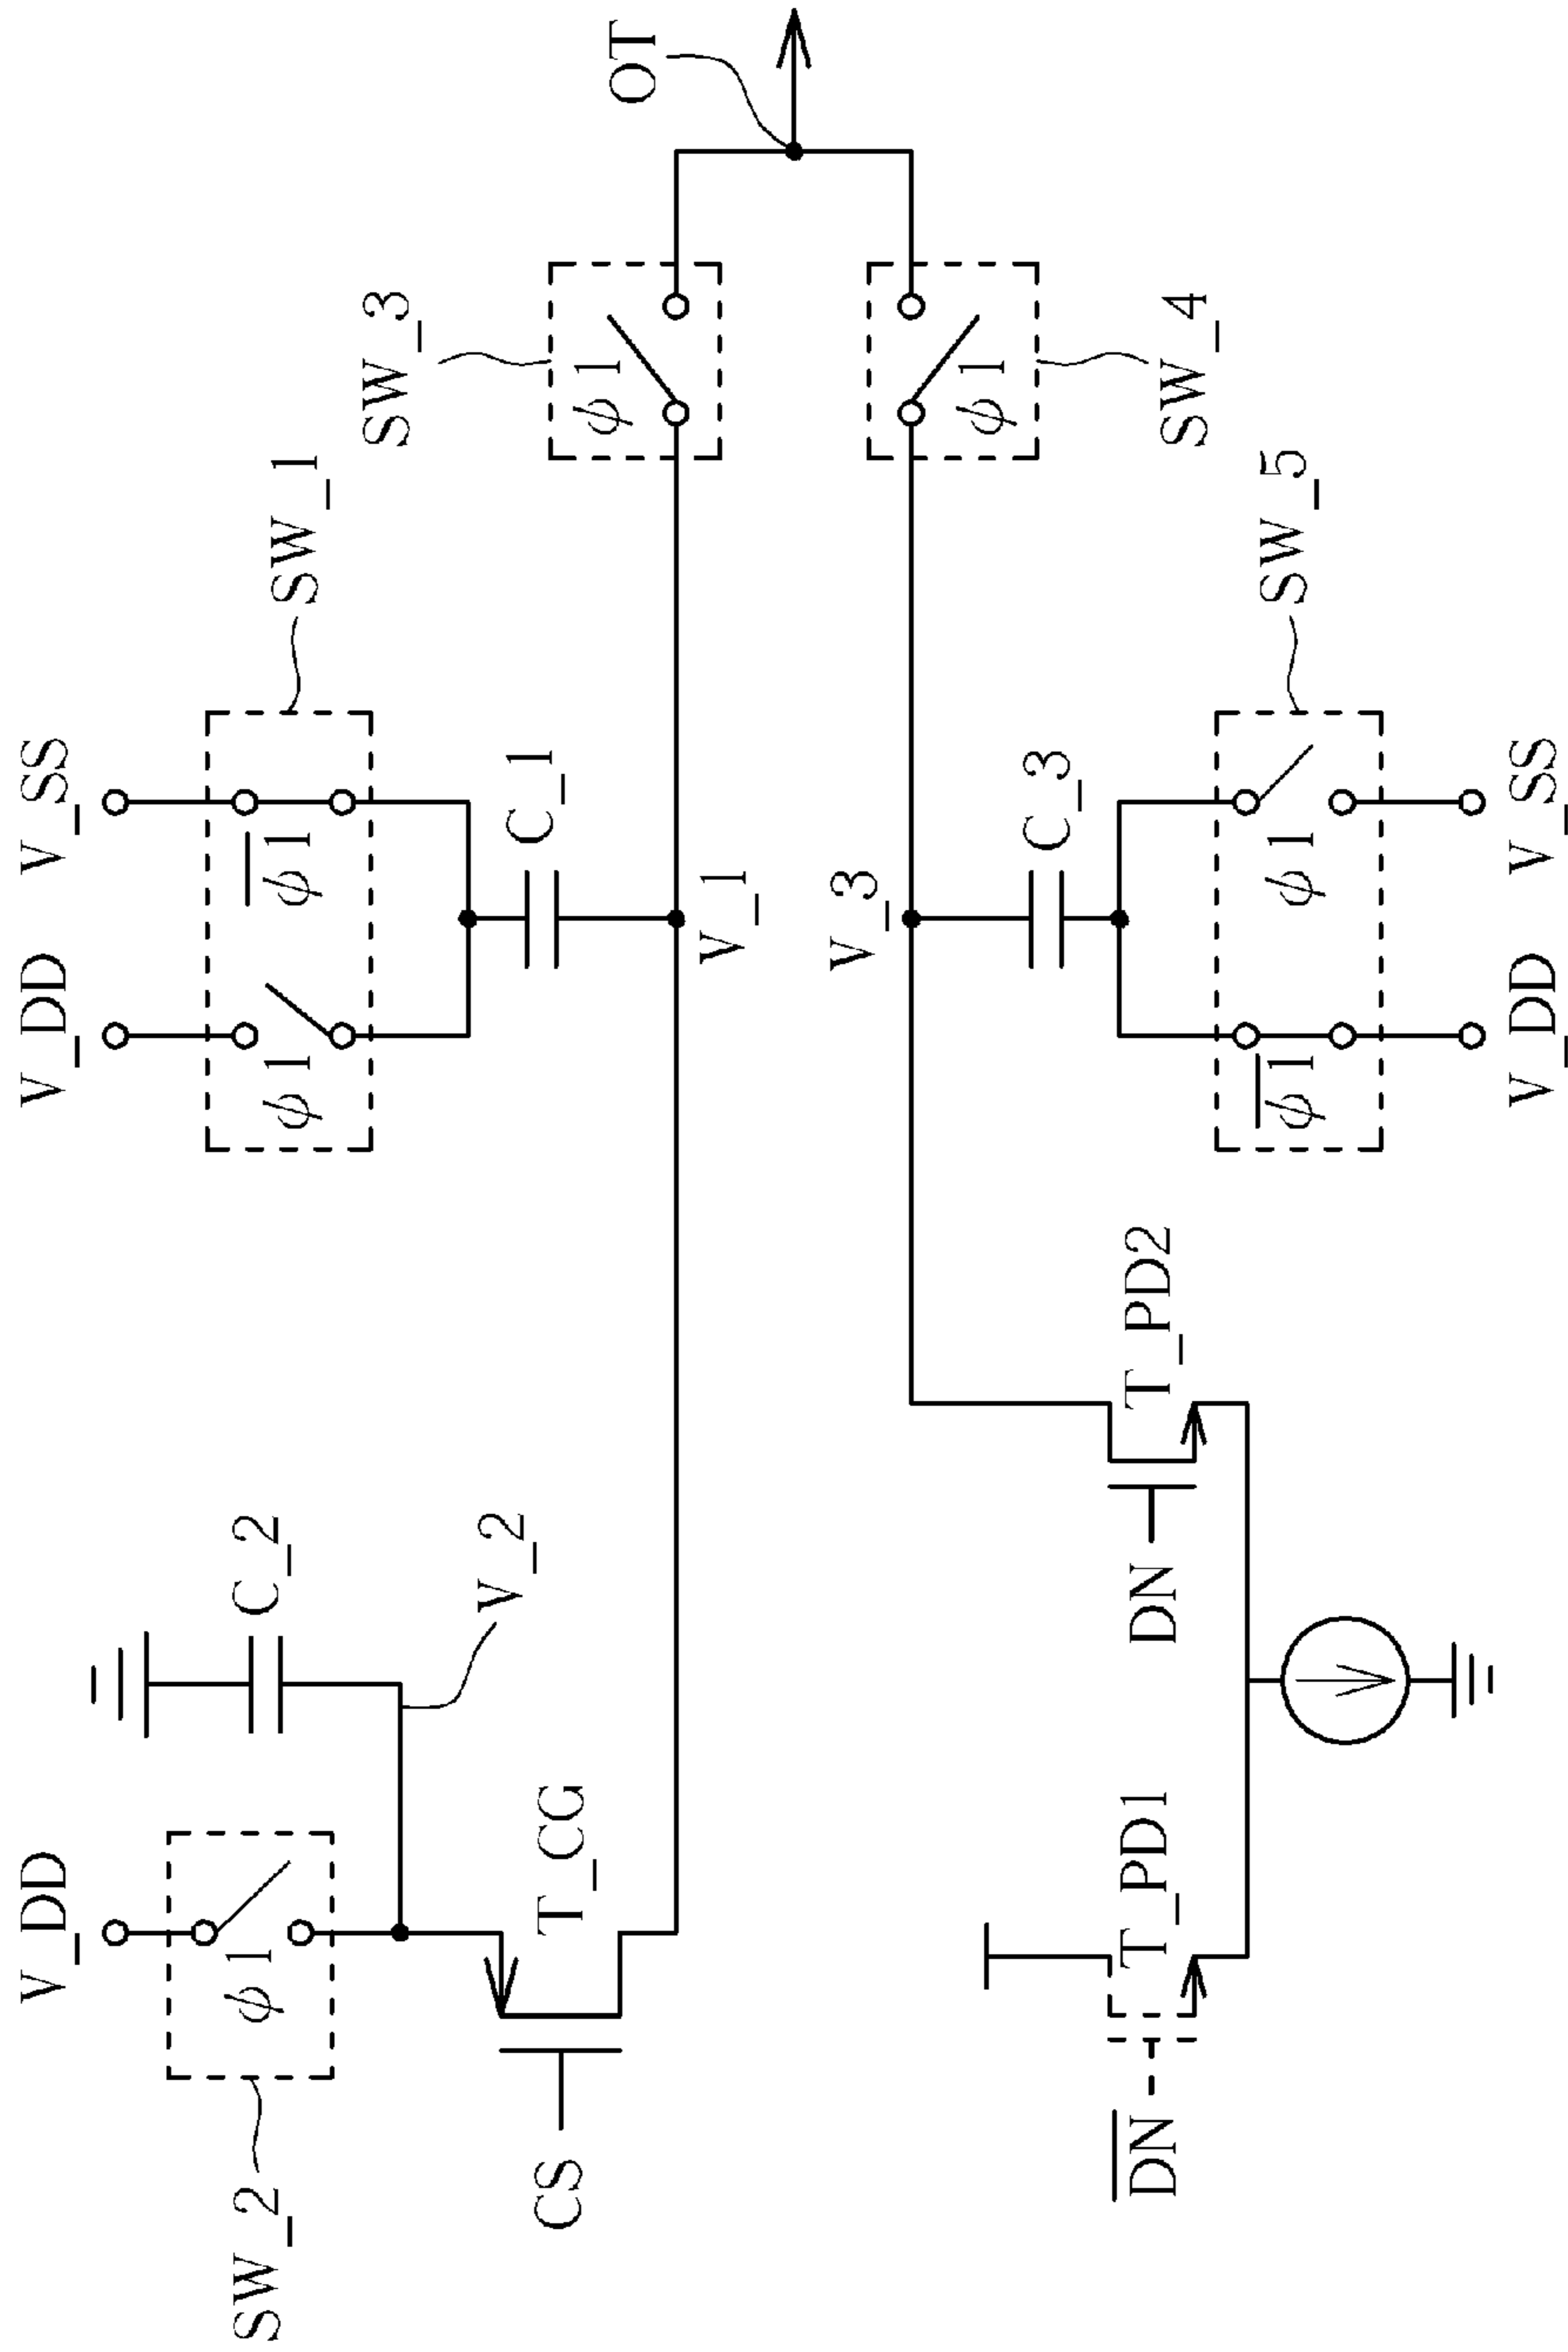 V_DD
V_DD
V_SS
SW_2
φ1
C_2
φ1
φ1̅
SW_1
SW_3
OT
CS
T_CG
V_2
C_1
φ1
V_1
V_3
φ1
D̅N̅
T_PD1
DN
T_PD2
C_3
SW_4
φ1̅
φ1
SW_5
V_DD
V_SS